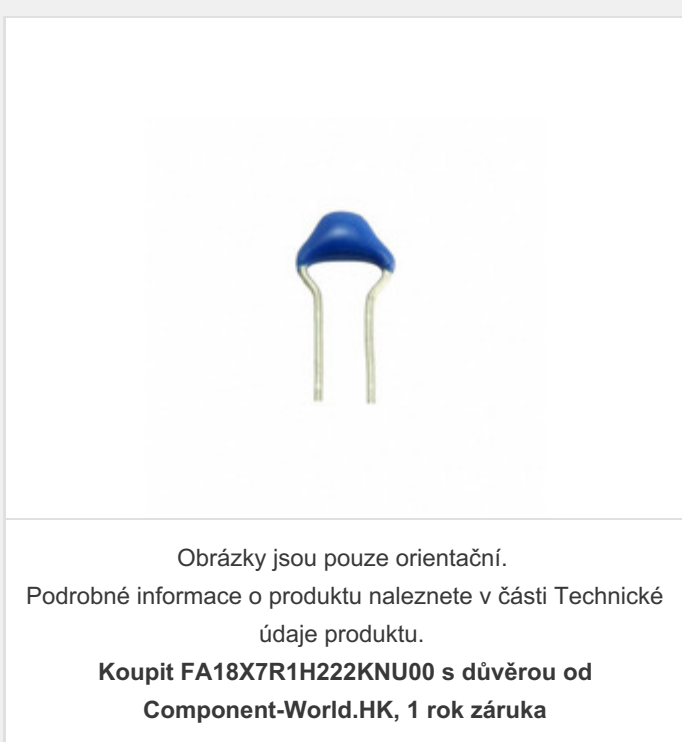 Obrázky jsou pouze orientační.
Podrobné informace o produktu naleznete v části Technické
údaje produktu.
Koupit FA18X7R1H222KNU00 s důvěrou od
Component-World.HK, 1 rok záruka